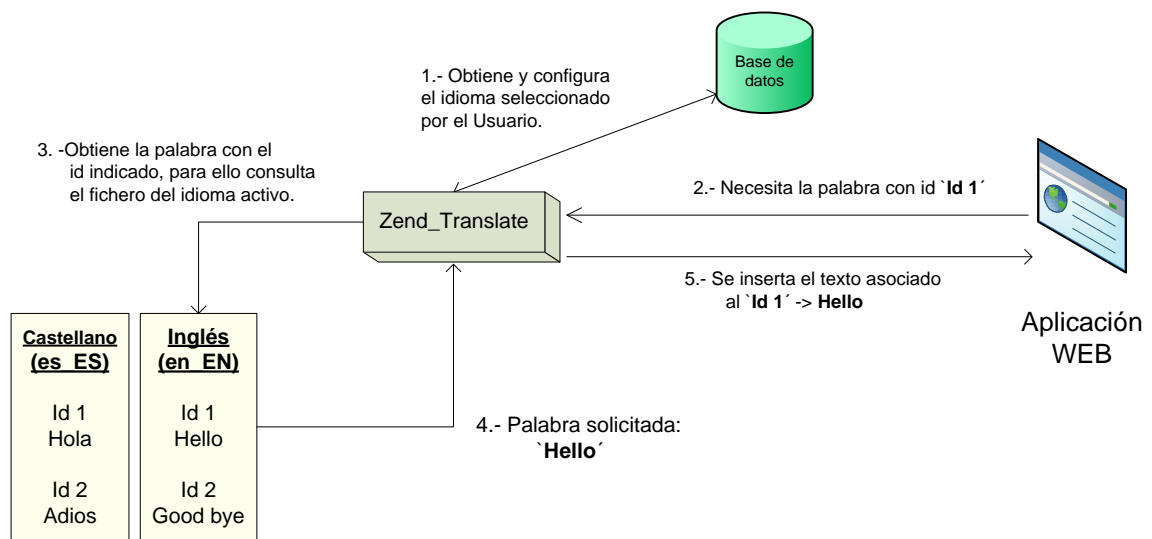 Base de
datos
1.- Obtiene y configura
el idioma seleccionado
por el Usuario.
3. -Obtiene la palabra con el
id indicado, para ello consulta
el fichero del idioma activo.
2.- Necesita la palabra con id `Id 1´
Zend_Translate
5.- Se inserta el texto asociado
al `Id 1´ -> Hello
Aplicación
WEB
Castellano
(es_ES)
Id 1
Hola
Id 2
Adios
Inglés
(en_EN)
Id 1
Hello
Id 2
Good bye
4.- Palabra solicitada:
`Hello´